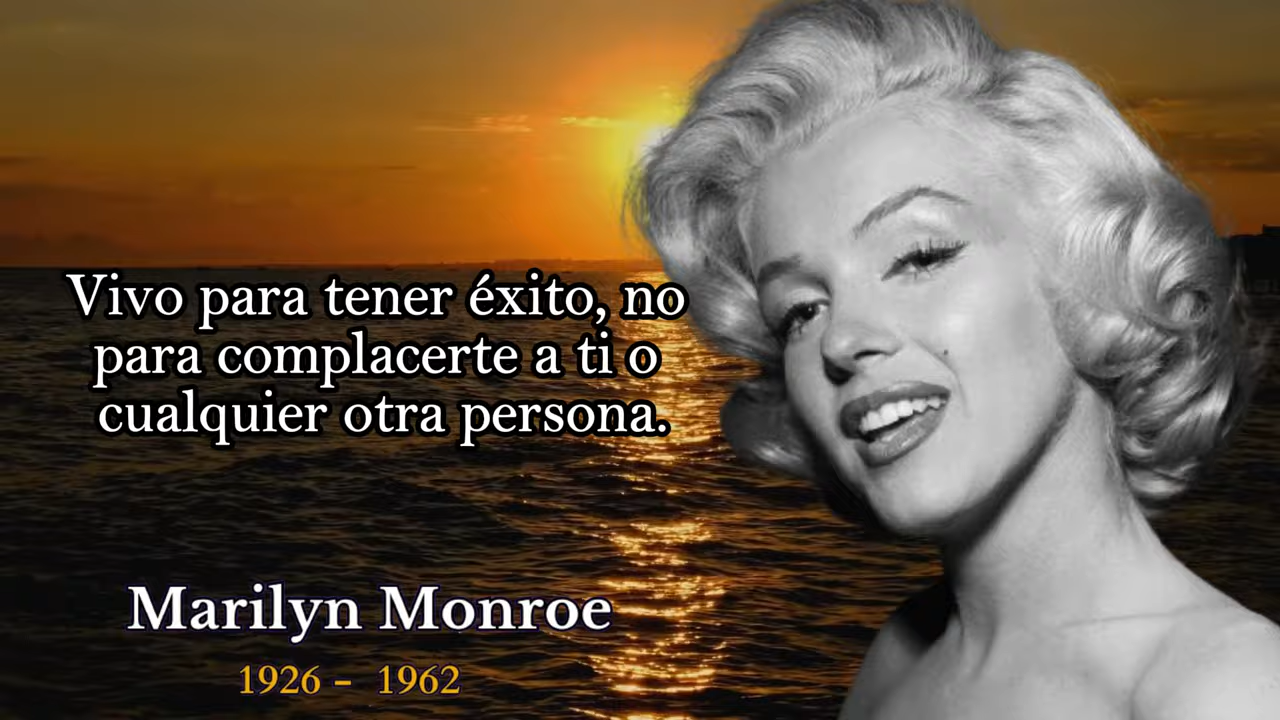 Vivo para tener éxito, no
para complacerte a ti o
cualquier otra persona.
Marilyn Monroe
1926 – 1962